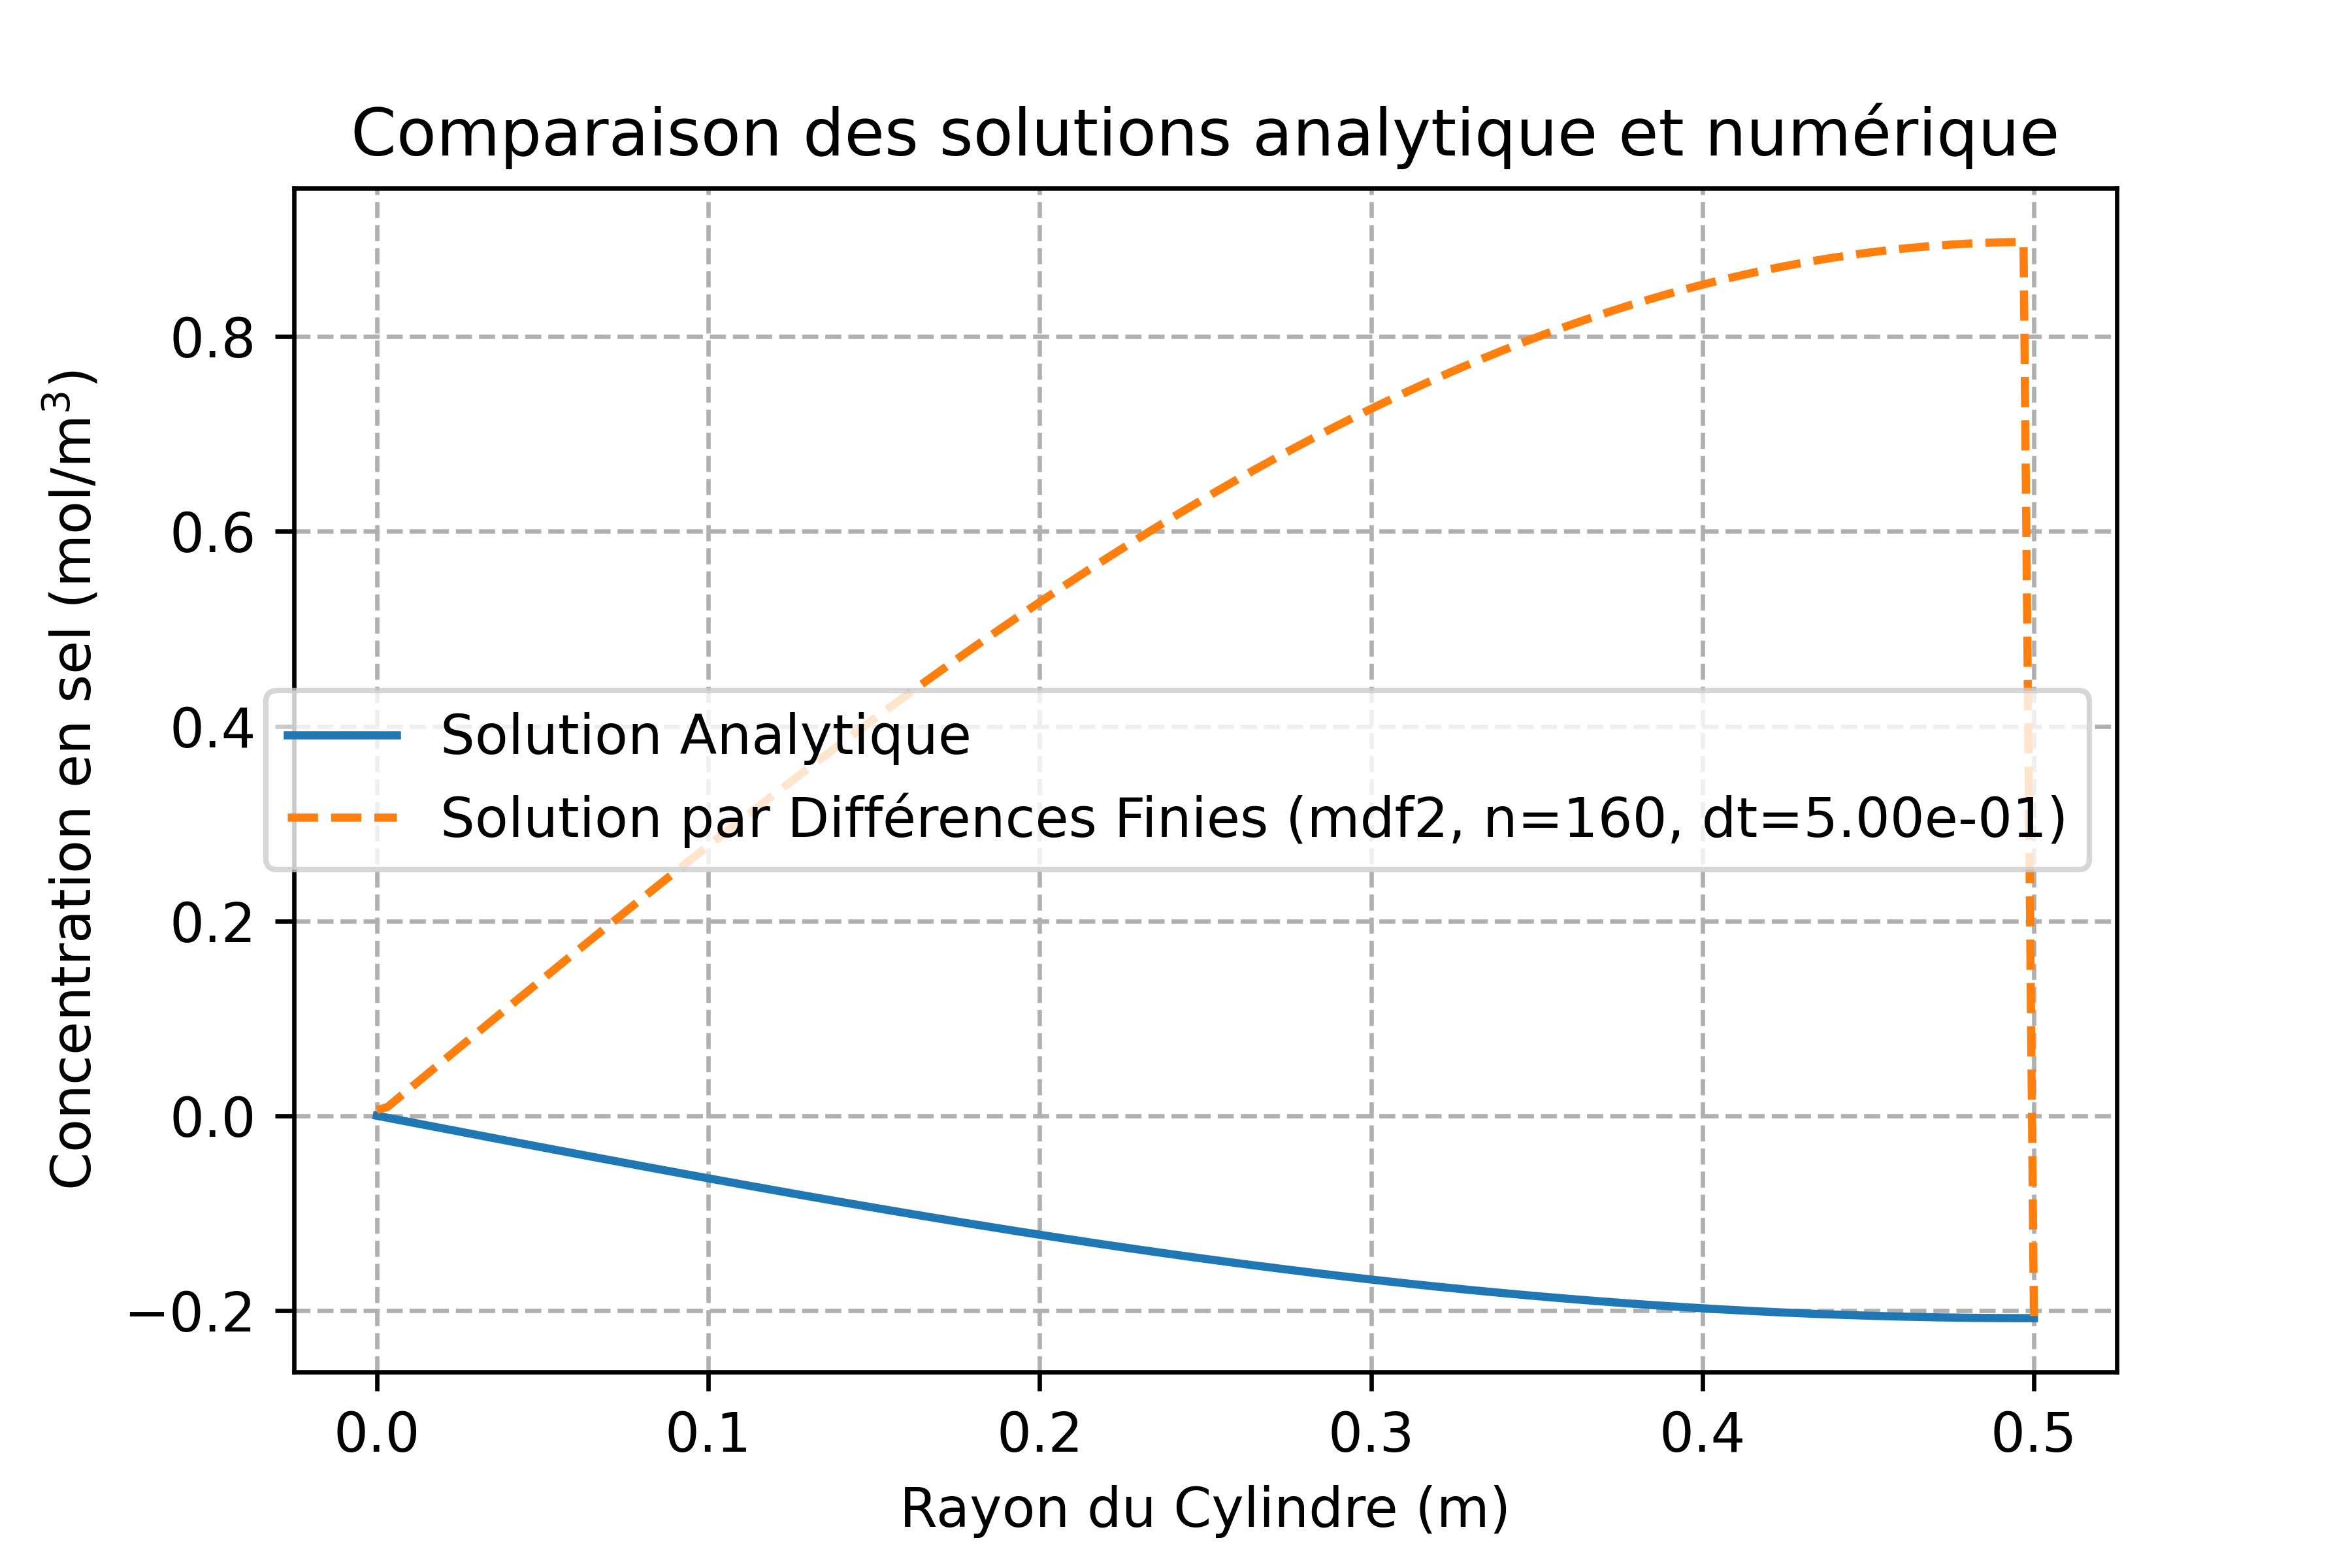 Comparaison des solutions analytique et numérique
Concentration en sel (mol/m³)
0.8
0.6
0.4
0.2
0.0
−0.2
Solution Analytique
Solution par Différences Finies (mdf2, n=160, dt=5.00e-01)
0.0 0.1 0.2 0.3 0.4 0.5
Rayon du Cylindre (m)